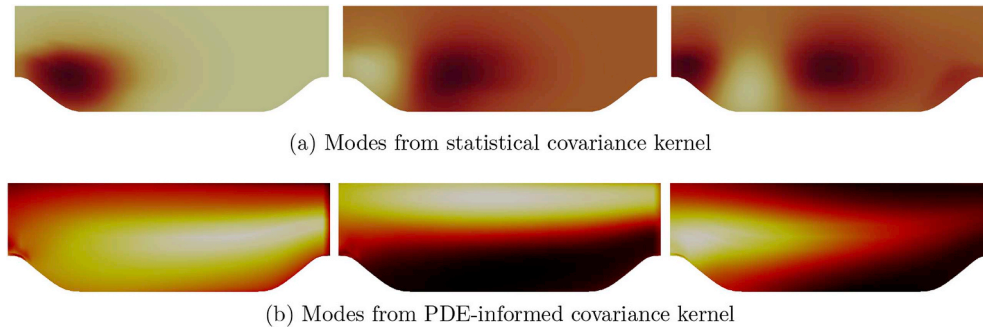 (a) Modes from statistical covariance kernel
(b) Modes from PDE-informed covariance kernel